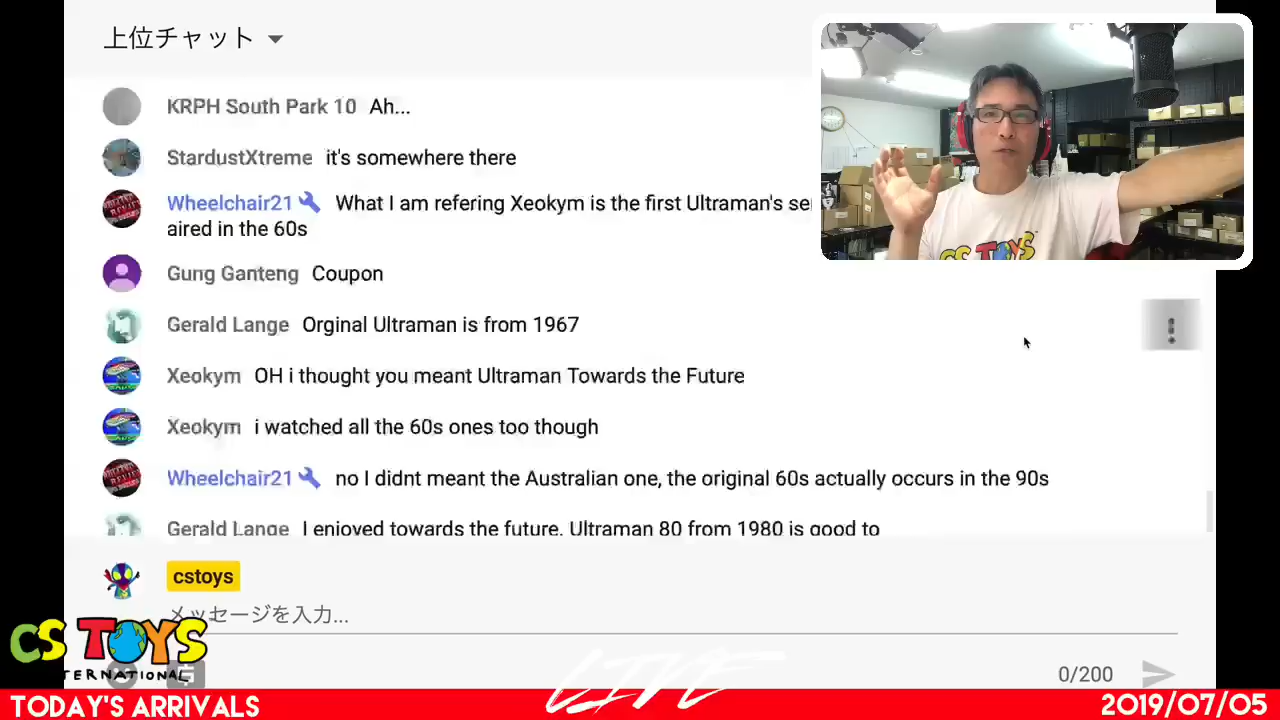 上位チャット
KRPH South Park 10 Ah...
StardustXtreme it's somewhere there
Wheelchair21 What I am refering Xeokym is the first Ultraman's
aired in the 60s
Gung Ganteng Coupon
Gerald Lange Orginal Ultraman is from 1967
Xeokym OH i thought you meant Ultraman Towards the Future
Xeokym i watched all the 60s ones too though
Wheelchair21 no I didnt meant the Australian one, the original 60s actually occurs in the 90s
Gerald Lange I enjoyed towards the future. Ultraman 80 from 1980 is good to
cstoys
メッセージを入力...
0/200
CS TOYS
CS TOYS
TERNATIONAL
LIVE
TODAY'S ARRIVALS
2019/07/05